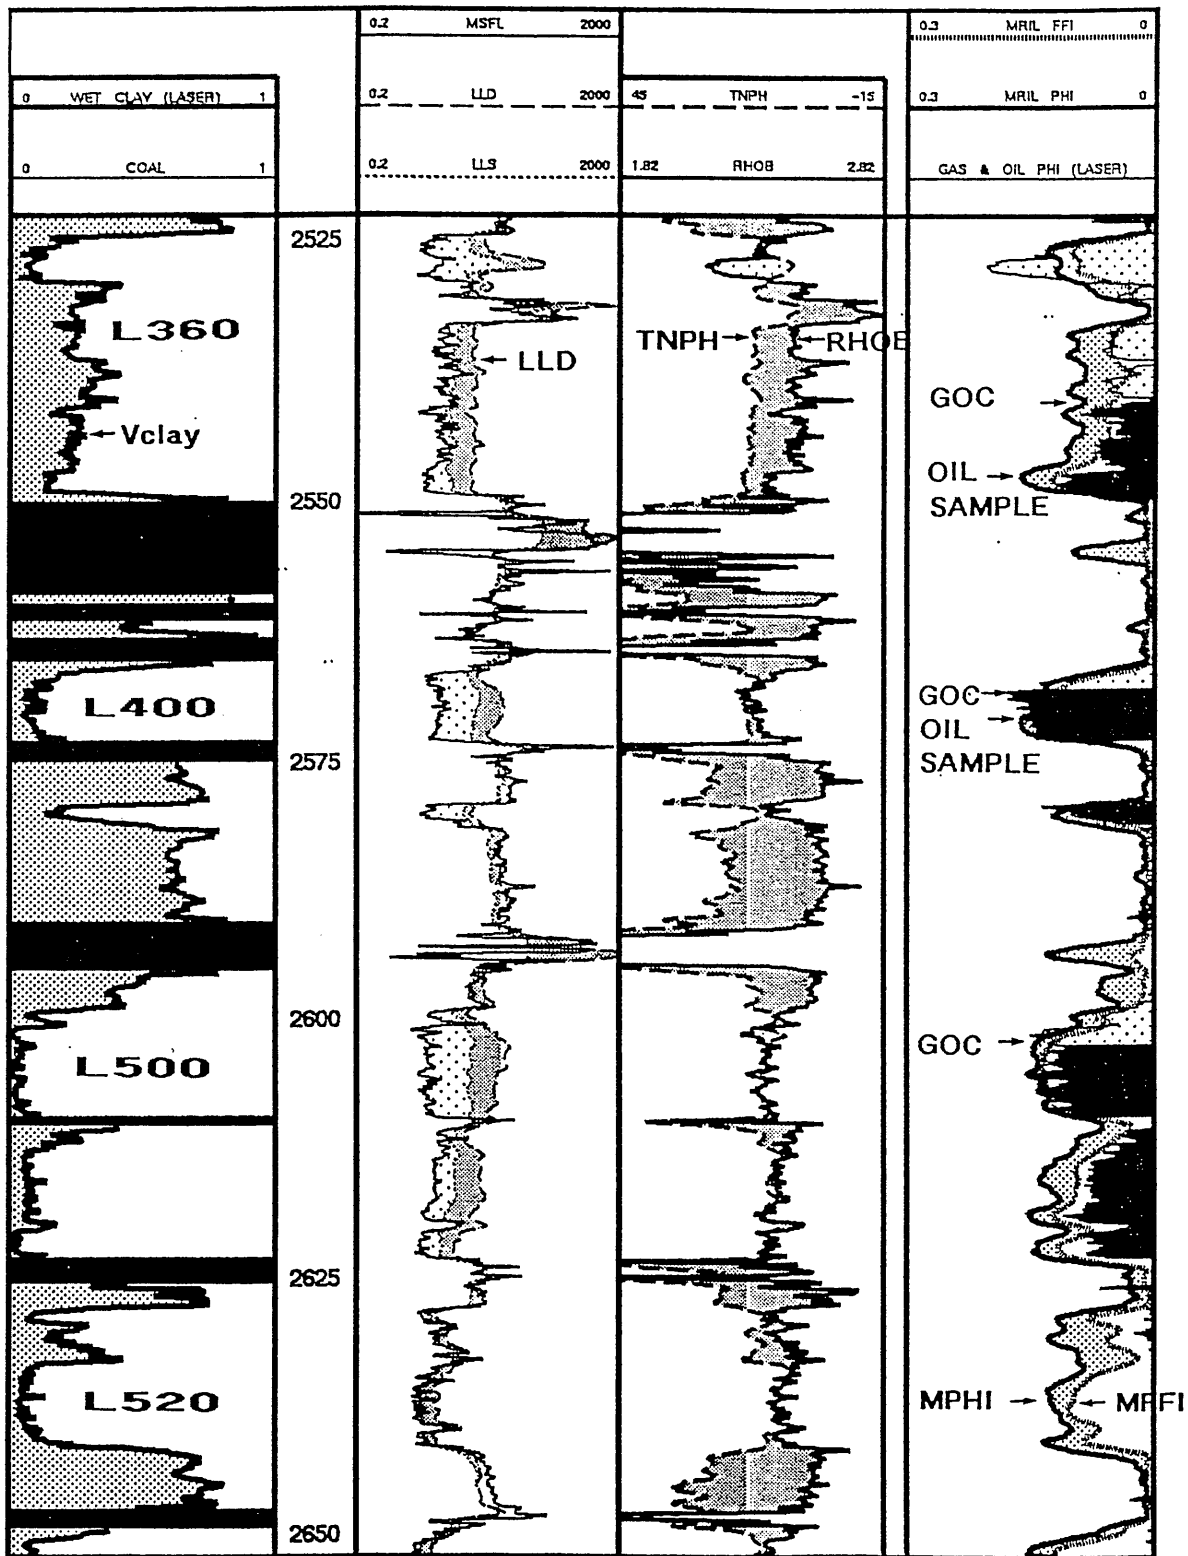 0.2 MSFL 2000
0.3 MRIL FFI 0
0 WET CLAY (LASER) 1
0.2 LLD 2000
45 TNPH -15
0.3 MRIL PHI 0
0 COAL 1
0.2 LLS 2000
1.82 RHOB 2.82
GAS & OIL PHI (LASER)
2525
L360
TNPH
RHOB
LLD
GOC
Vclay
OIL
SAMPLE
2550
L400
GOC
OIL
SAMPLE
2575
2600
GOC
L500
2625
L520
MPHI
MFFI
2650